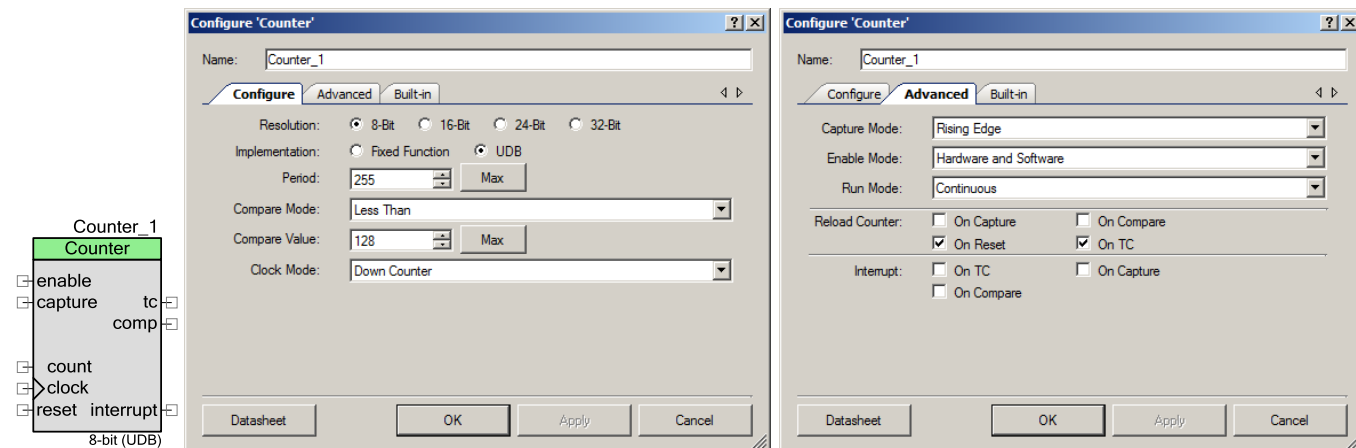 Counter_1
Counter
enable
capture
tc
comp
count
clock
reset
interrupt
8-bit (UDB)
Configure 'Counter'
Name:
Counter_1
Configure
Advanced
Built-in
Resolution:
8-Bit
16-Bit
24-Bit
32-Bit
Implementation:
Fixed Function
UDB
Period:
255
Max
Compare Mode:
Less Than
Compare Value:
128
Max
Clock Mode:
Down Counter
Datasheet
OK
Apply
Cancel
Configure 'Counter'
Name:
Counter_1
Configure
Advanced
Built-in
Capture Mode:
Rising Edge
Enable Mode:
Hardware and Software
Run Mode:
Continuous
Reload Counter:
On Capture
On Compare
On Reset
On TC
Interrupt:
On TC
On Capture
On Compare
Datasheet
OK
Apply
Cancel